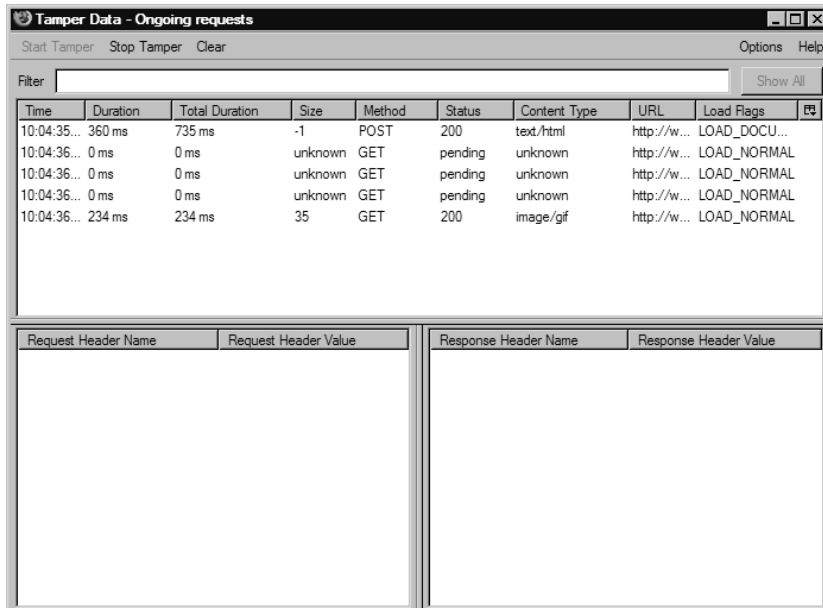 Tamper Data - Ongoing requests
Start Tamper Stop Tamper Clear Options Help
Filter Show All
Time Duration Total Duration Size Method Status Content Type URL Load Flags
10:04:35... 360 ms 735 ms -1 POST 200 text/html http://w... LOAD_DOCU...
10:04:36... 0 ms 0 ms unknown GET pending unknown http://w... LOAD_NORMAL
10:04:36... 0 ms 0 ms unknown GET pending unknown http://w... LOAD_NORMAL
10:04:36... 0 ms 0 ms unknown GET pending unknown http://w... LOAD_NORMAL
10:04:36... 234 ms 234 ms 35 GET 200 image/gif http://w... LOAD_NORMAL
Request Header Name Request Header Value Response Header Name Response Header Value